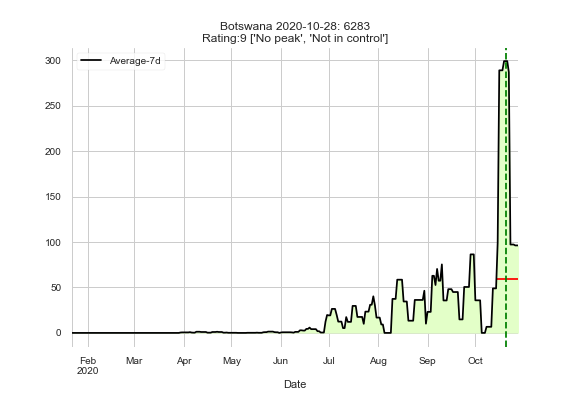 Botswana 2020-10-28: 6283
Rating:9 ['No peak', 'Not in control']
Average-7d
300
250
200
150
100
50
0
Feb Mar Apr May Jun Jul Aug Sep Oct
2020
Date